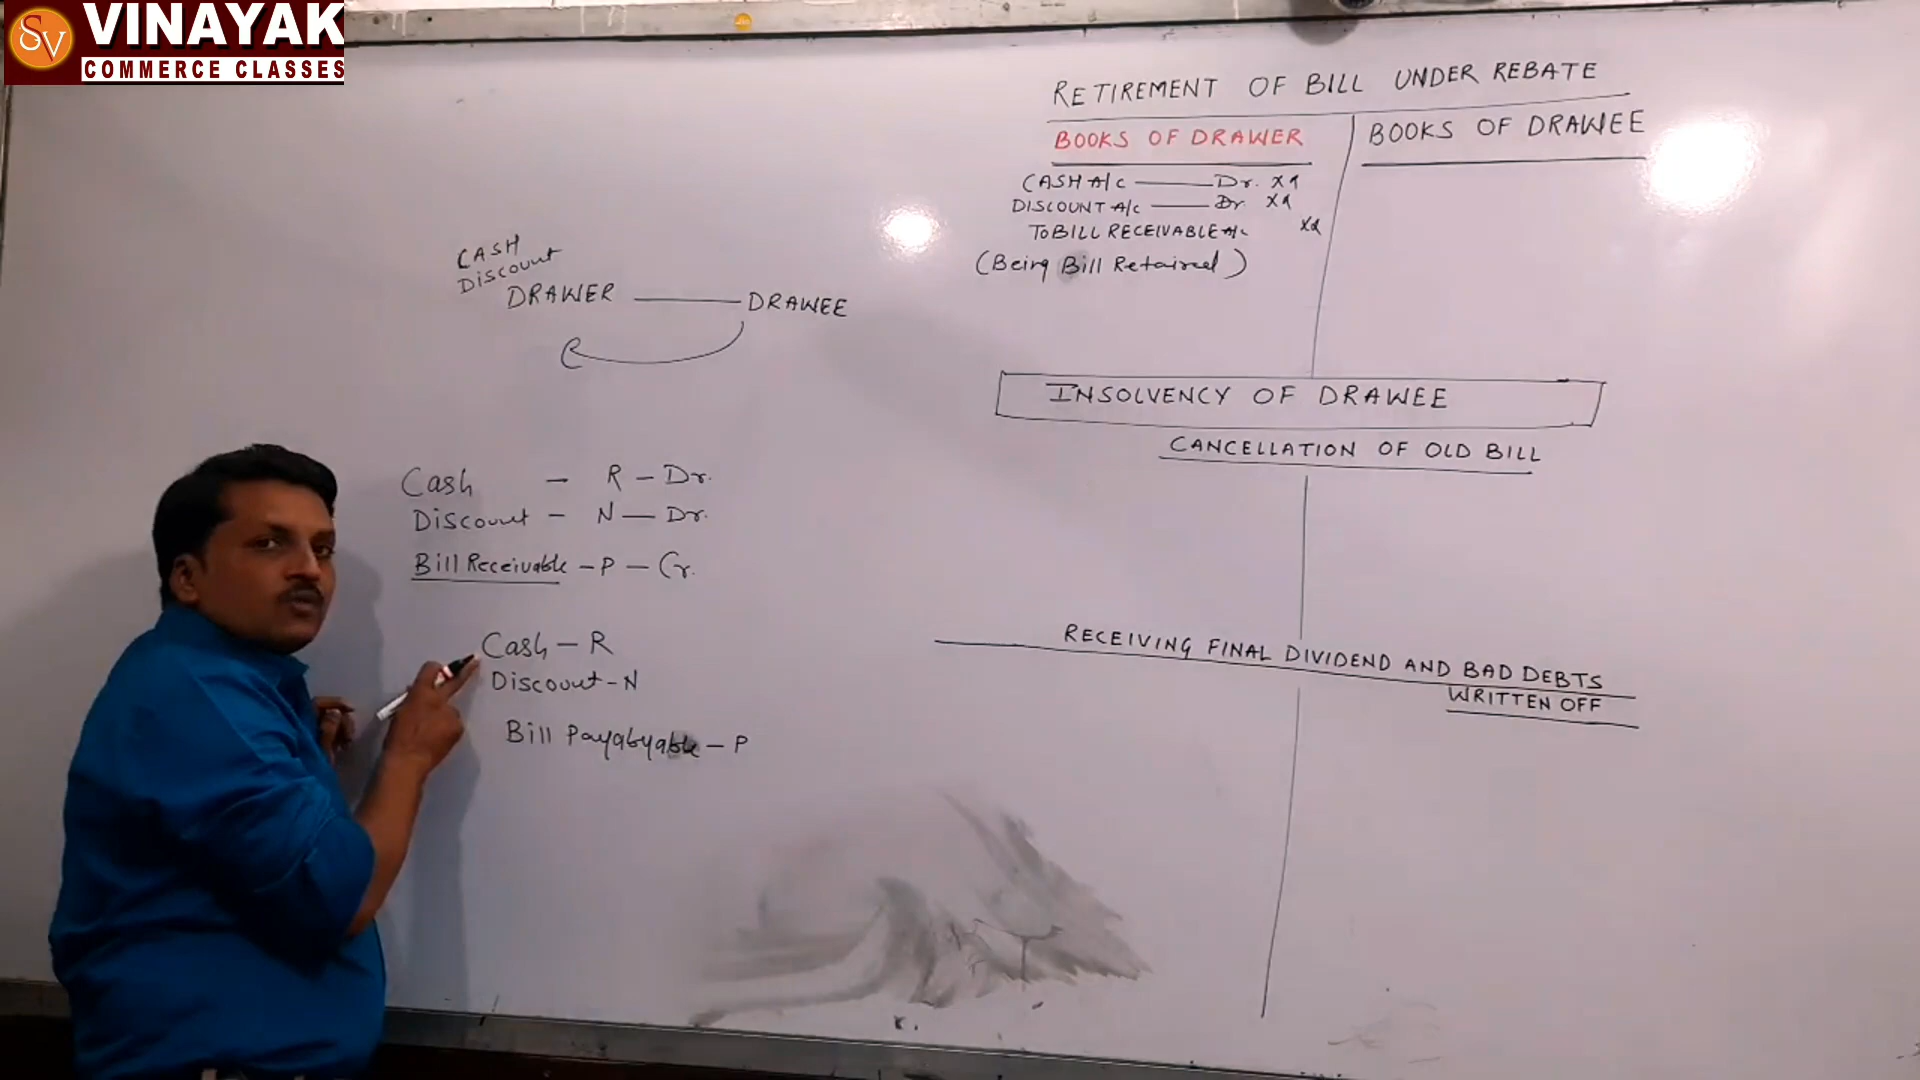 SV VINAYAK
COMMERCE CLASSES
RETIREMENT OF BILL UNDER REBATE
BOOKS OF DRAWER
BOOKS OF DRAWEE
CASH A/c ——— Dr. xx
DISCOUNT A/c ——— Dr xx
To BILL RECEIVABLE A/c xx
(Being Bill Retaired)
CASH
DISCOUNT
DRAWER ——— DRAWEE
INSOLVENCY OF DRAWEE
CANCELLATION OF OLD BILL
Cash - R - Dr.
Discount - N - Dr.
Bill Receivable - P - Cr.
Cash - R
Discount - N
Bill Payabyable - P
RECEIVING FINAL DIVIDEND AND BAD DEBTS
WRITTEN OFF